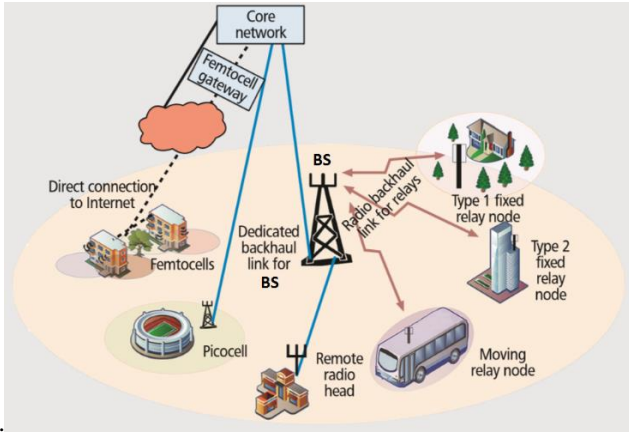 Core
network
Femtocell
gateway
BS
Direct connection
to Internet
Femtocells
Dedicated
backhaul
link for
BS
Radio backhaul
link for relays
Type 1 fixed
relay node
Type 2
fixed
relay
node
Picocell
Remote
radio
head
Moving
relay node
.